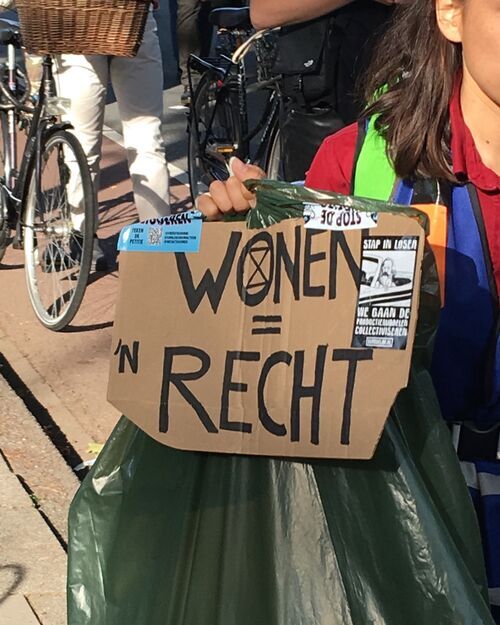 TEKEN
DE
PETITIE
STOP DE
WONEN
=
'N RECHT
STAP IN LOSER
WE GAAN DE
PRODUCTIEMIDDELEN
COLLECTIVISEREN